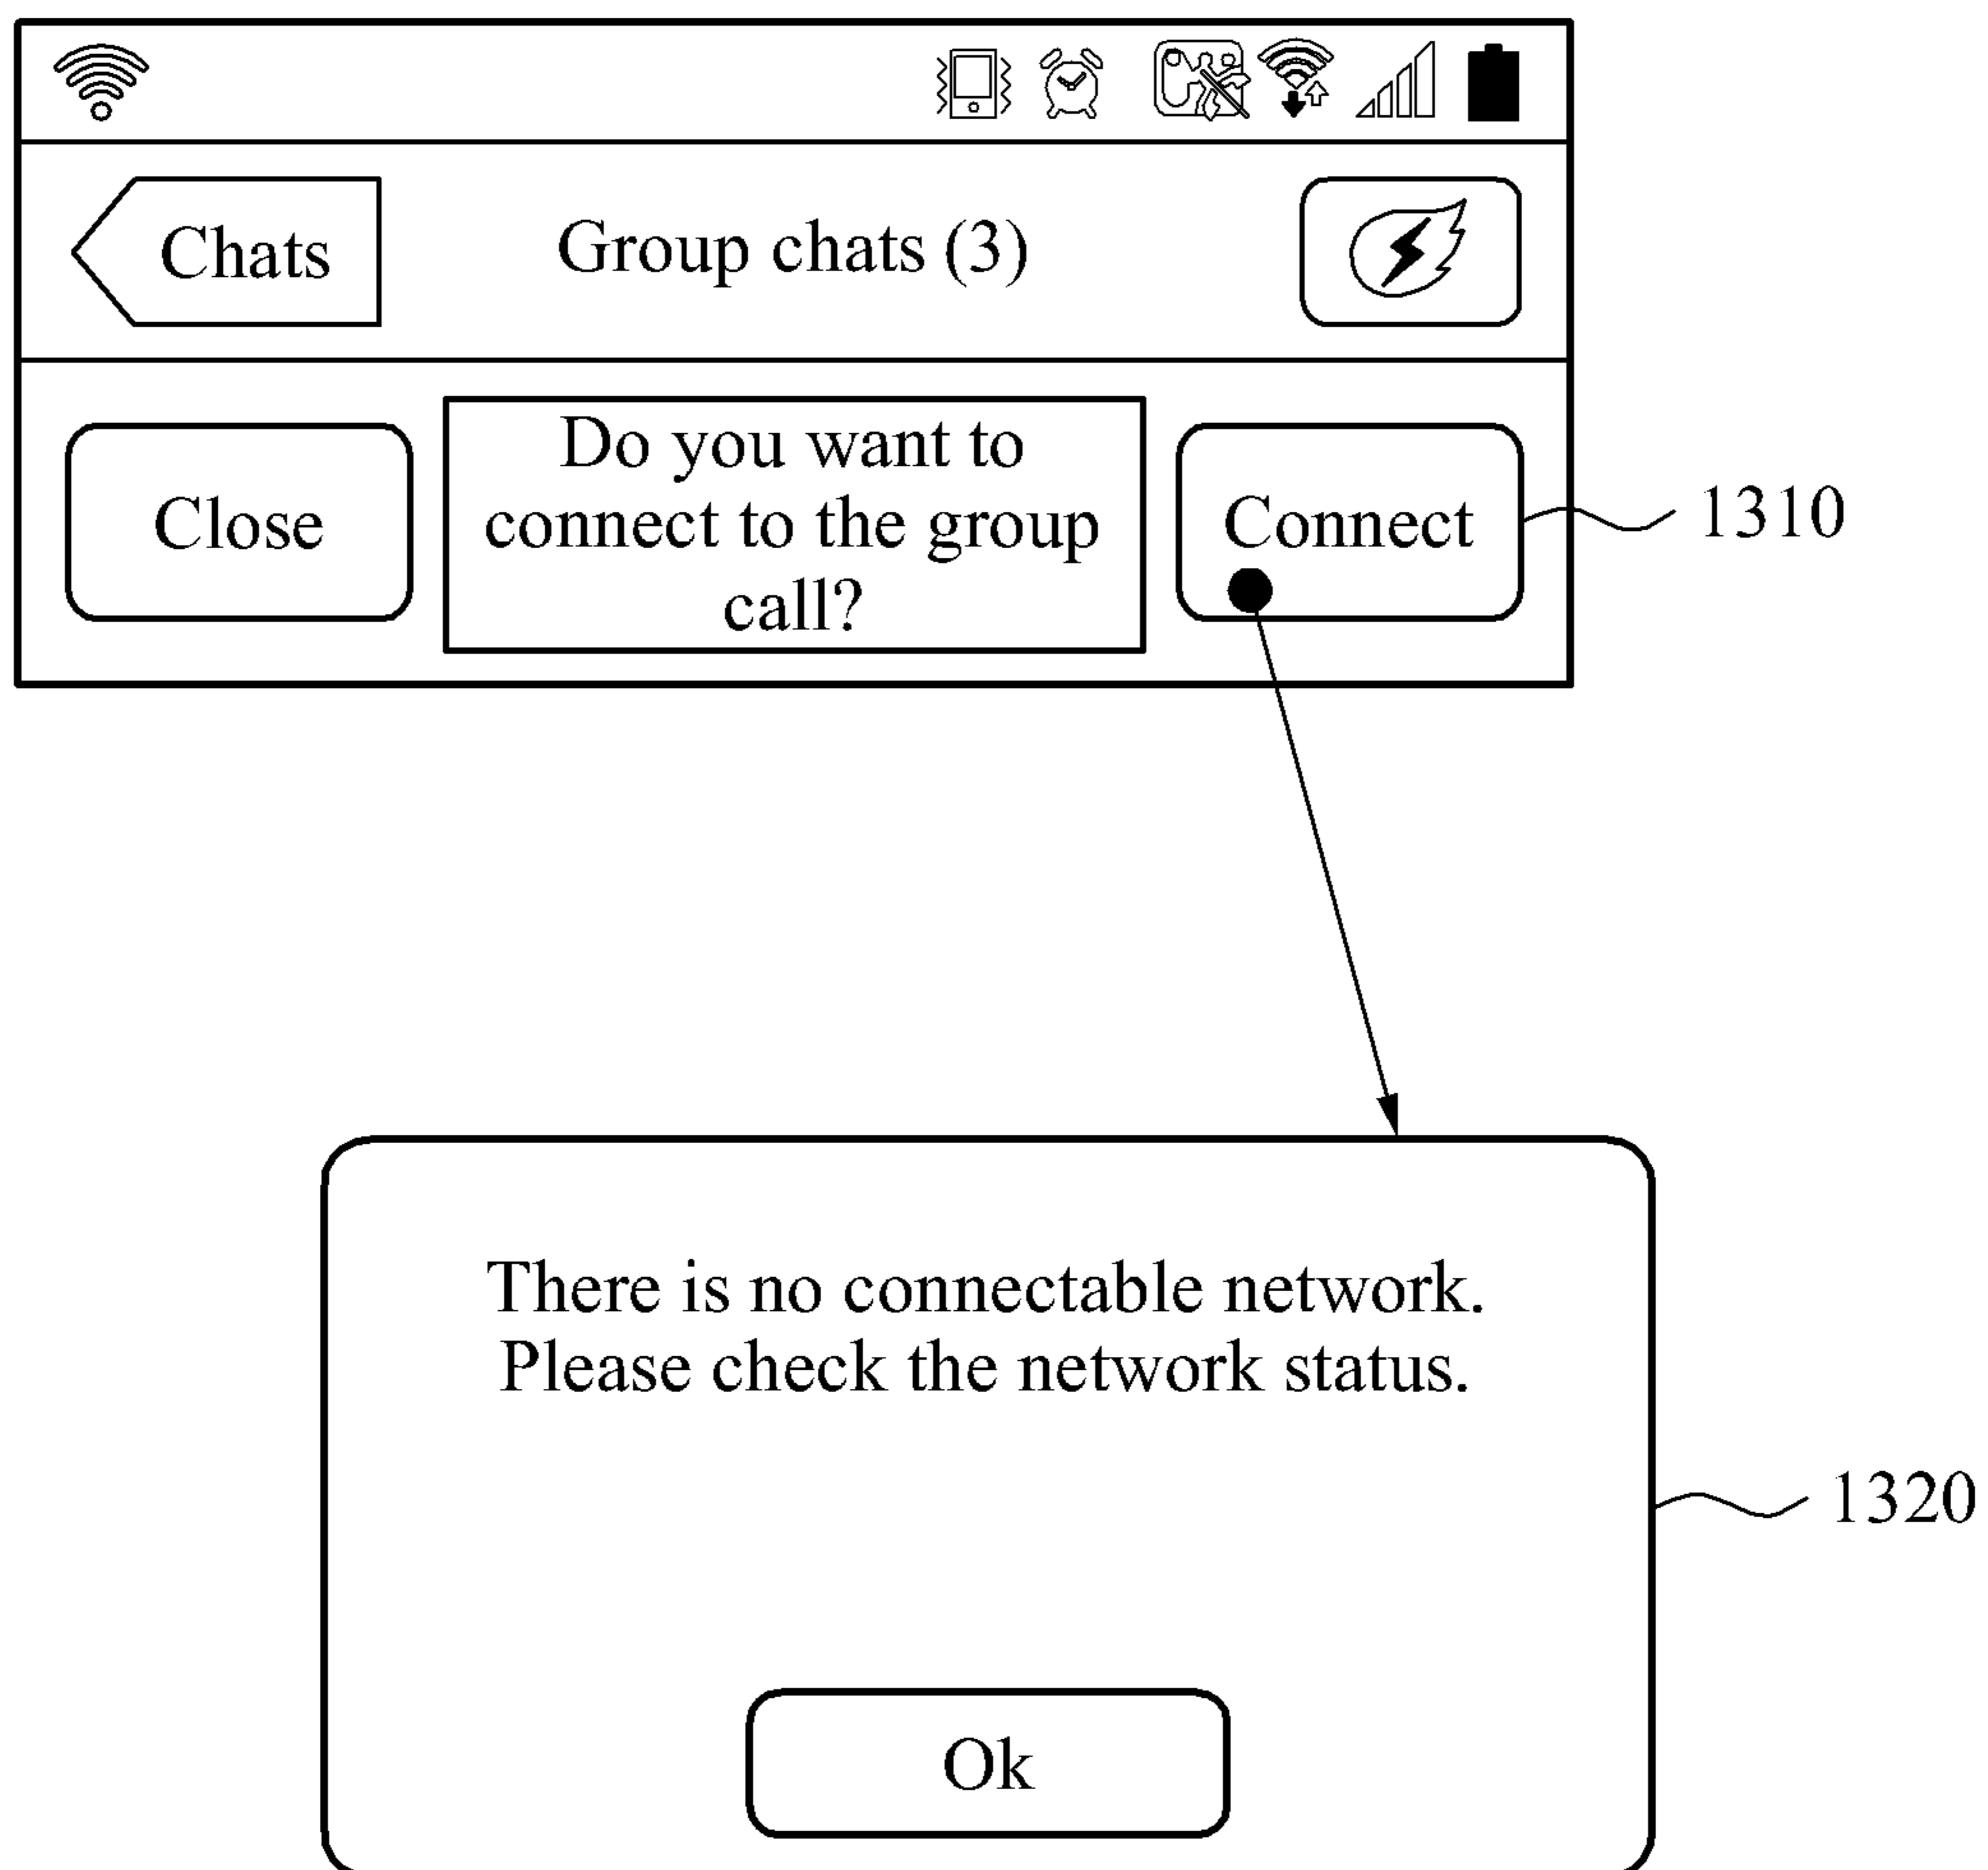 Chats
Group chats (3)
Close
Do you want to
connect to the group
call?
Connect
1310
There is no connectable network.
Please check the network status.
1320
Ok